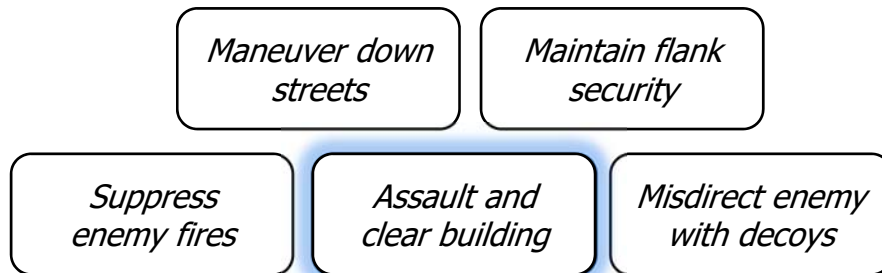 Maneuver down
streets
Maintain flank
security
Suppress
enemy fires
Assault and
clear building
Misdirect enemy
with decoys